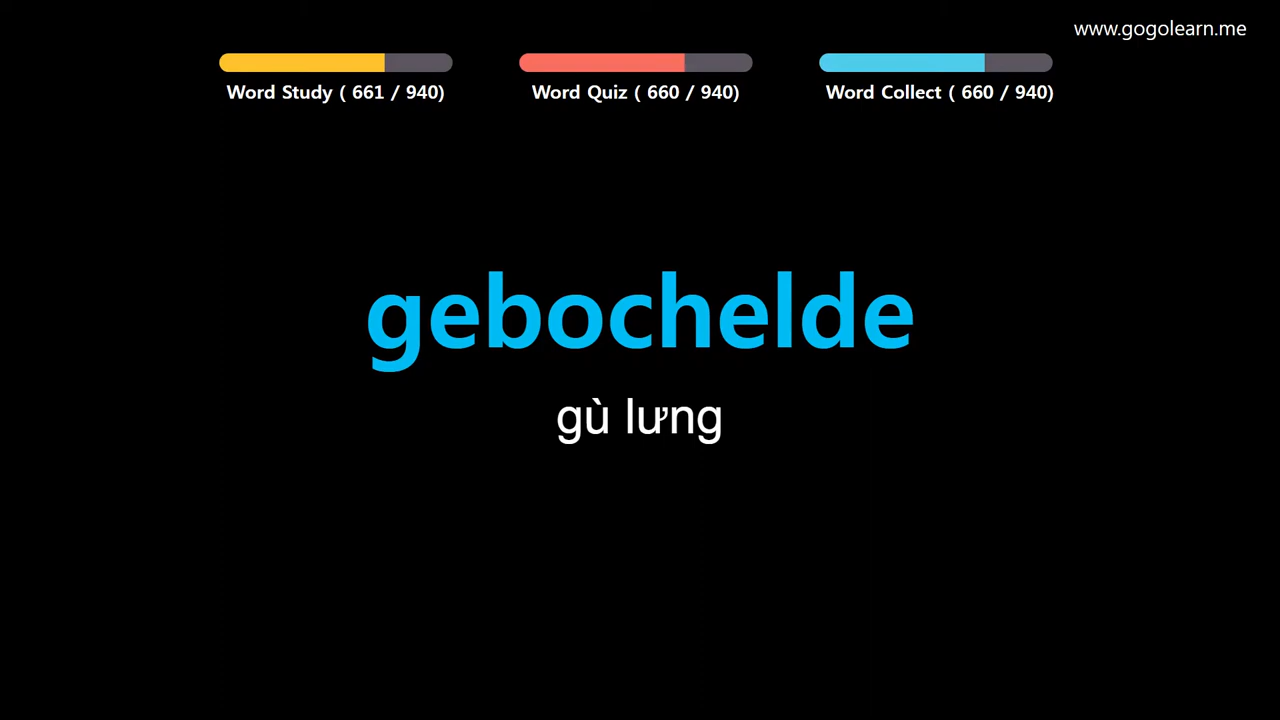 www.gogolearn.me
Word Study ( 661 / 940)
Word Quiz ( 660 / 940)
Word Collect ( 660 / 940)
gebochelde
gù lưng